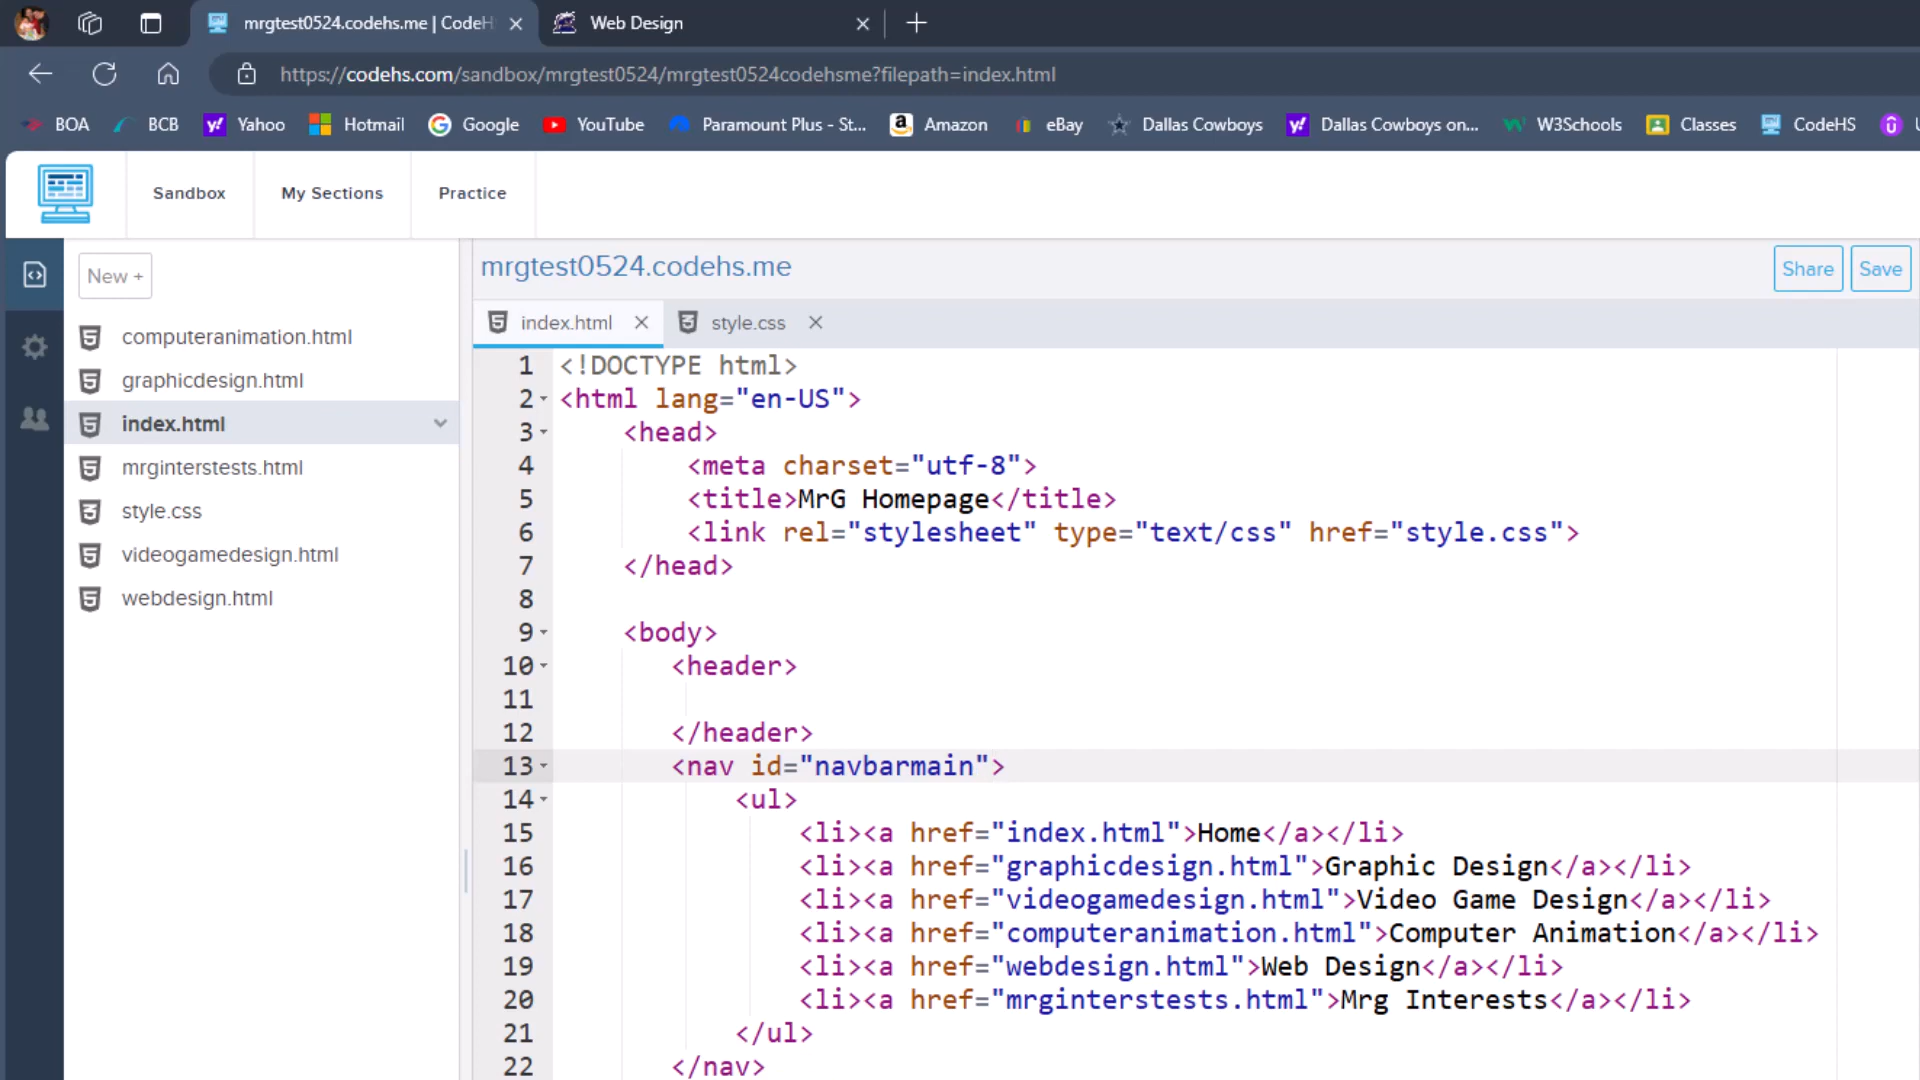 mrgtest0524.codehs.me | CodeH
Web Design
https://codehs.com/sandbox/mrgtest0524/mrgtest0524codehsme?filepath=index.html
BOA BCB Yahoo Hotmail Google YouTube Paramount Plus - St... Amazon eBay Dallas Cowboys Dallas Cowboys on... W3Schools Classes CodeHS
Sandbox My Sections Practice
New +
computeranimation.html
graphicdesign.html
index.html
mrginterstests.html
style.css
videogamedesign.html
webdesign.html
mrgtest0524.codehs.me
Share Save
index.html style.css
1 <!DOCTYPE html>
2 <html lang="en-US">
3 <head>
4 <meta charset="utf-8">
5 <title>MrG Homepage</title>
6 <link rel="stylesheet" type="text/css" href="style.css">
7 </head>
8
9 <body>
10 <header>
11
12 </header>
13 <nav id="navbarmain">
14 <ul>
15 <li><a href="index.html">Home</a></li>
16 <li><a href="graphicdesign.html">Graphic Design</a></li>
17 <li><a href="videogamedesign.html">Video Game Design</a></li>
18 <li><a href="computeranimation.html">Computer Animation</a></li>
19 <li><a href="webdesign.html">Web Design</a></li>
20 <li><a href="mrginterstests.html">Mrg Interests</a></li>
21 </ul>
22 </nav>